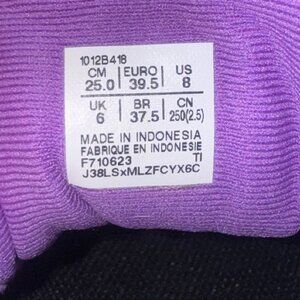 1012B418
CM EURO US
25.0 39.5 8
UK BR CN
6 37.5 250(2.5)
MADE IN INDONESIA
FABRIQUE EN INDONESIE
F710623 TI
J38LSxMLZFCYX6C